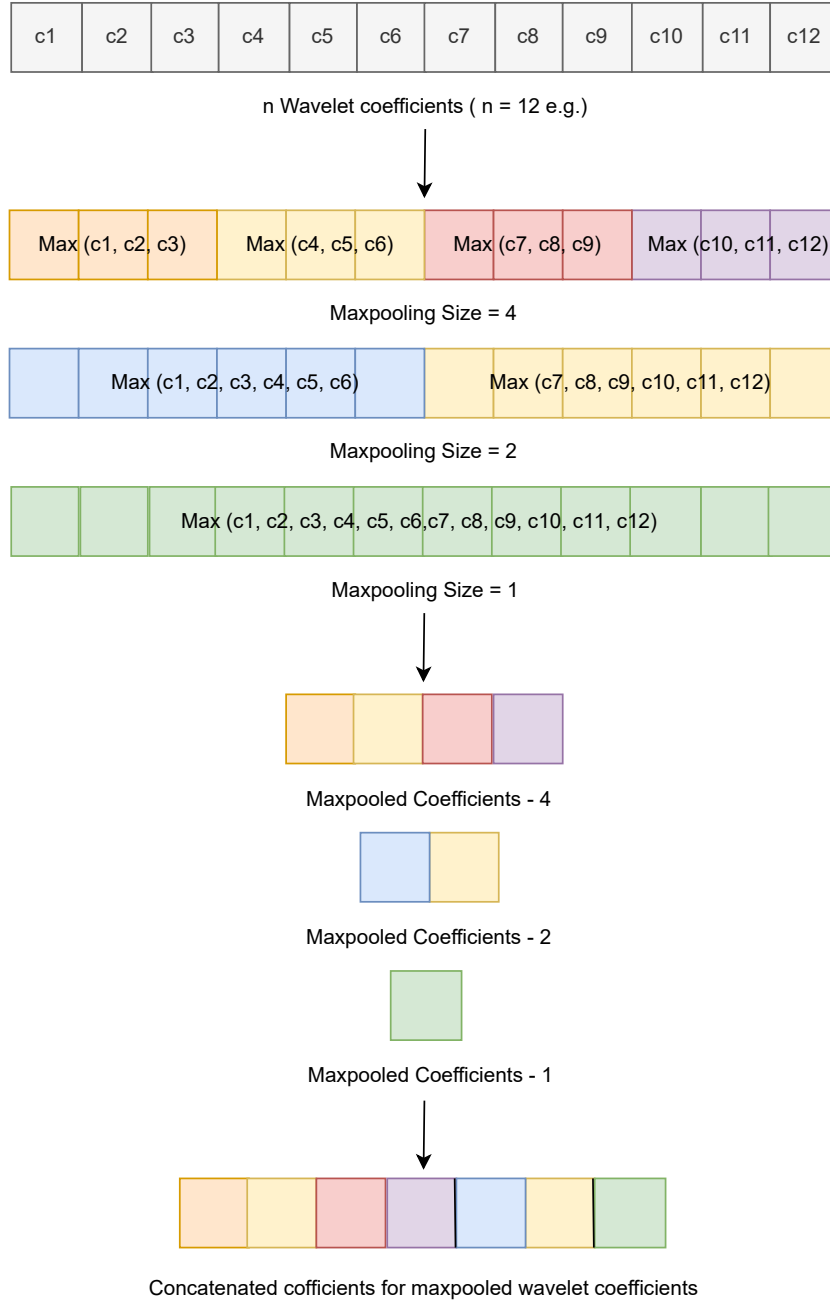 c1 c2 c3 c4 c5 c6 c7 c8 c9 c10 c11 c12
n Wavelet coefficients ( n = 12 e.g.)
Max (c1, c2, c3) Max (c4, c5, c6) Max (c7, c8, c9) Max (c10, c11, c12)
Maxpooling Size = 4
Max (c1, c2, c3, c4, c5, c6) Max (c7, c8, c9, c10, c11, c12)
Maxpooling Size = 2
Max (c1, c2, c3, c4, c5, c6,c7, c8, c9, c10, c11, c12)
Maxpooling Size = 1
Maxpooled Coefficients - 4
Maxpooled Coefficients - 2
Maxpooled Coefficients - 1
Concatenated cofficients for maxpooled wavelet coefficients